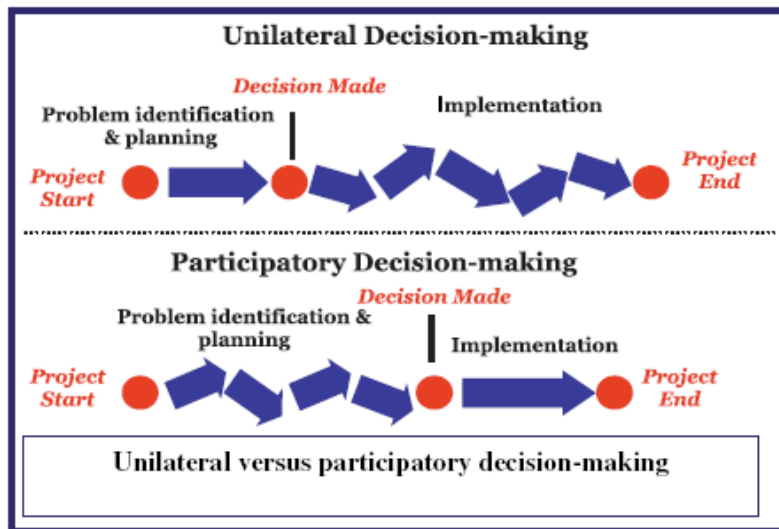 Unilateral Decision-making
Decision Made
Problem identification
& planning
Implementation
Project
Start
Project
End
Participatory Decision-making
Decision Made
Problem identification &
planning
Implementation
Project
Start
Project
End
Unilateral versus participatory decision-making